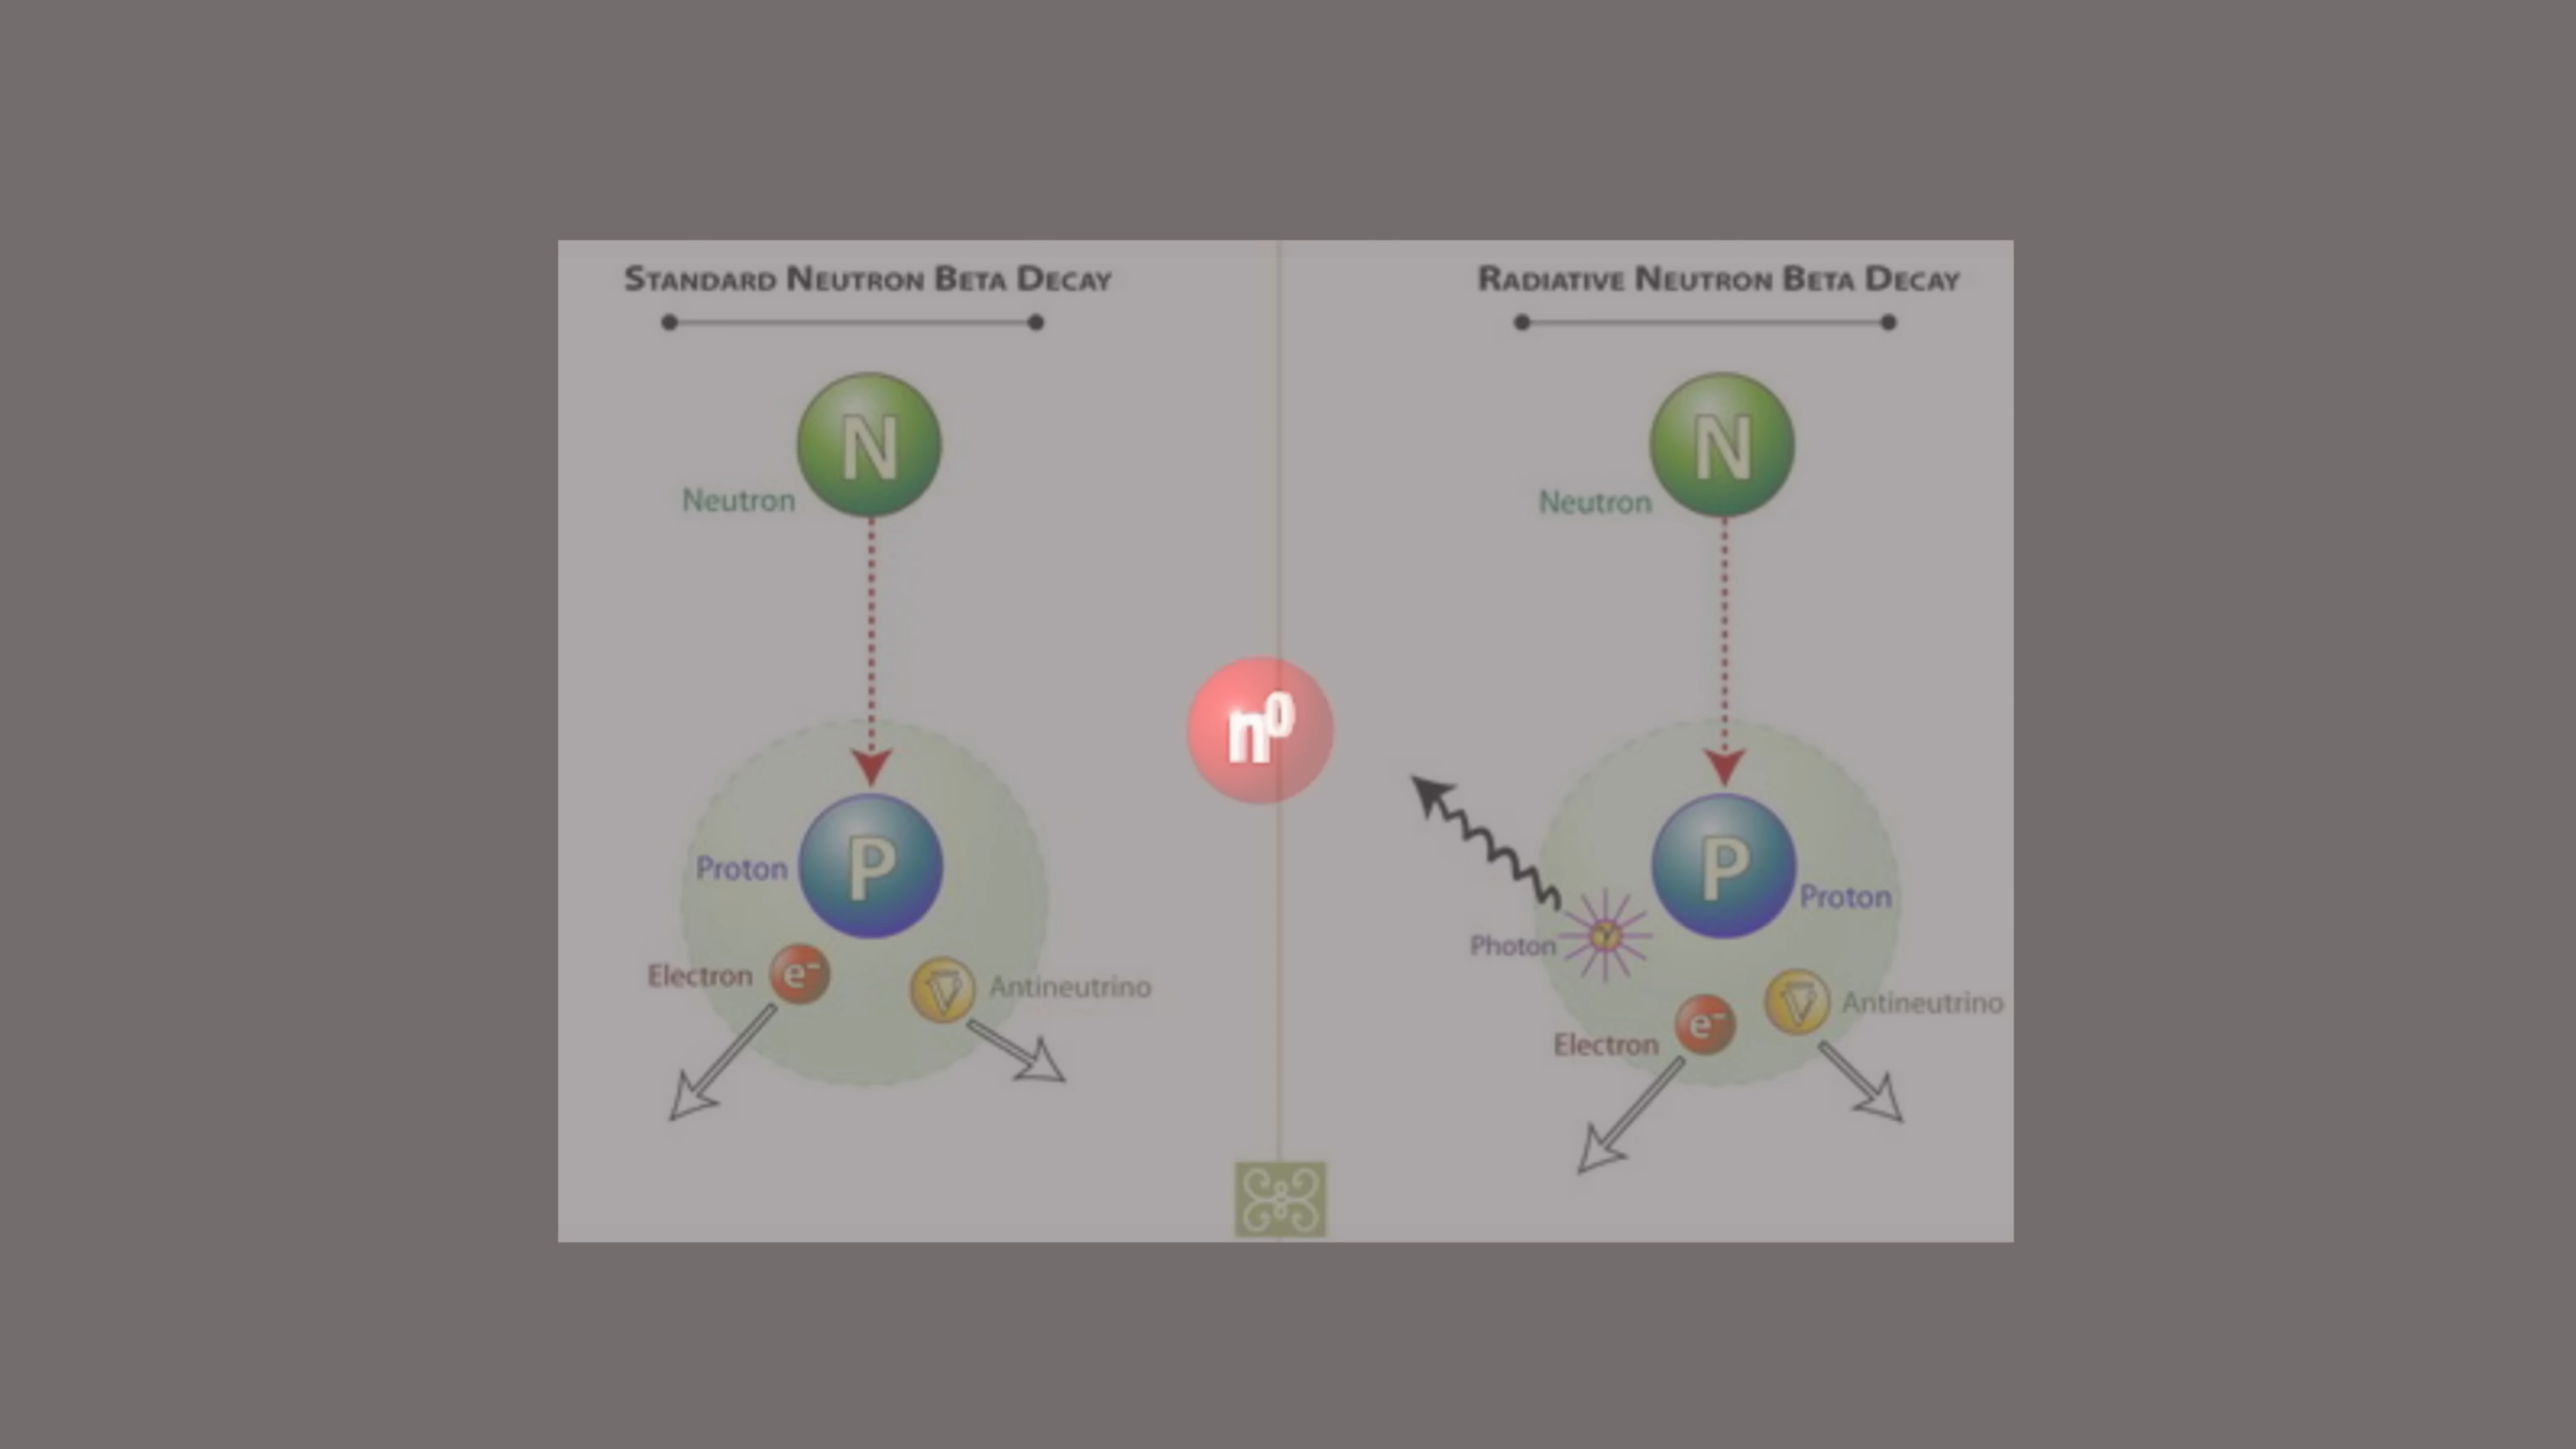 STANDARD NEUTRON BETA DECAY
N
Neutron
P
Proton
e⁻
Electron
ν̅
Antineutrino
n⁰
RADIATIVE NEUTRON BETA DECAY
N
Neutron
P
Proton
γ
Photon
e⁻
Electron
ν̅
Antineutrino